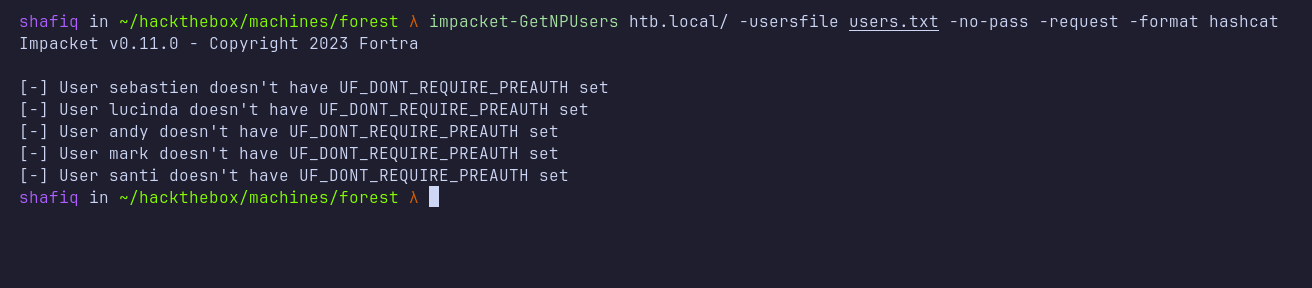 shafiq in ~/hackthebox/machines/forest λ impacket-GetNPUsers htb.local/ -usersfile users.txt -no-pass -request -format hashcat
Impacket v0.11.0 - Copyright 2023 Fortra
[-] User sebastien doesn't have UF_DONT_REQUIRE_PREAUTH set
[-] User lucinda doesn't have UF_DONT_REQUIRE_PREAUTH set
[-] User andy doesn't have UF_DONT_REQUIRE_PREAUTH set
[-] User mark doesn't have UF_DONT_REQUIRE_PREAUTH set
[-] User santi doesn't have UF_DONT_REQUIRE_PREAUTH set
shafiq in ~/hackthebox/machines/forest λ